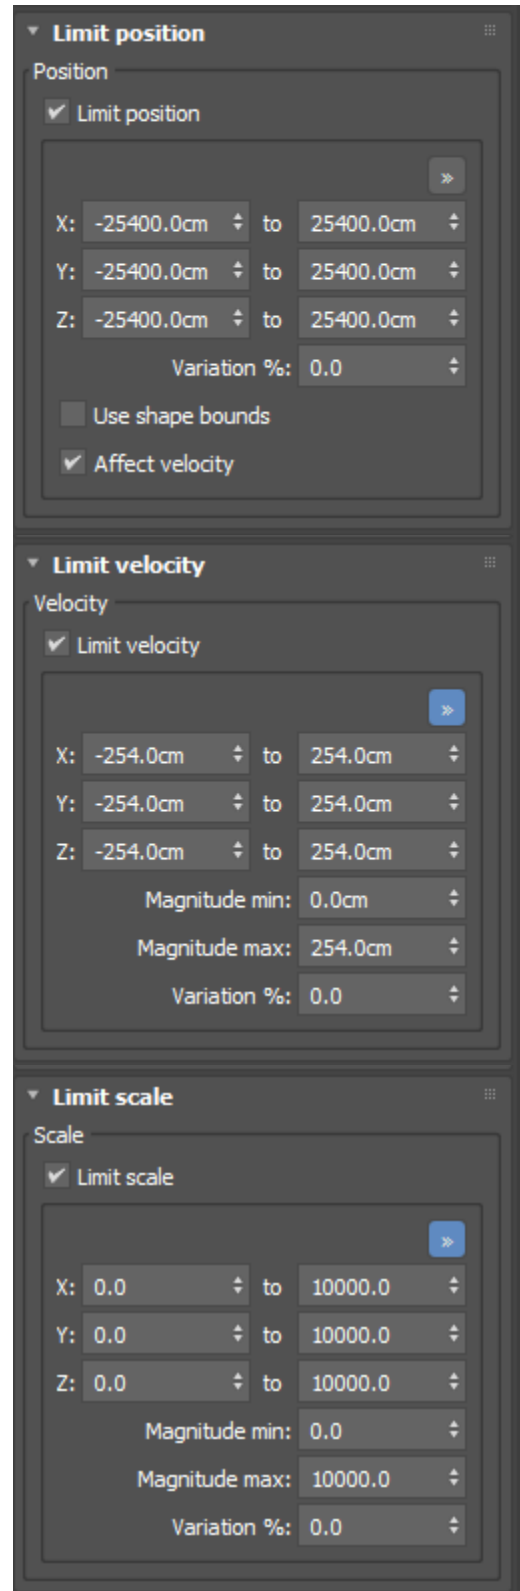 Limit position
Position
Limit position
»
X: -25400.0cm to 25400.0cm
Y: -25400.0cm to 25400.0cm
Z: -25400.0cm to 25400.0cm
Variation %: 0.0
Use shape bounds
Affect velocity
Limit velocity
Velocity
Limit velocity
»
X: -254.0cm to 254.0cm
Y: -254.0cm to 254.0cm
Z: -254.0cm to 254.0cm
Magnitude min: 0.0cm
Magnitude max: 254.0cm
Variation %: 0.0
Limit scale
Scale
Limit scale
»
X: 0.0 to 10000.0
Y: 0.0 to 10000.0
Z: 0.0 to 10000.0
Magnitude min: 0.0
Magnitude max: 10000.0
Variation %: 0.0